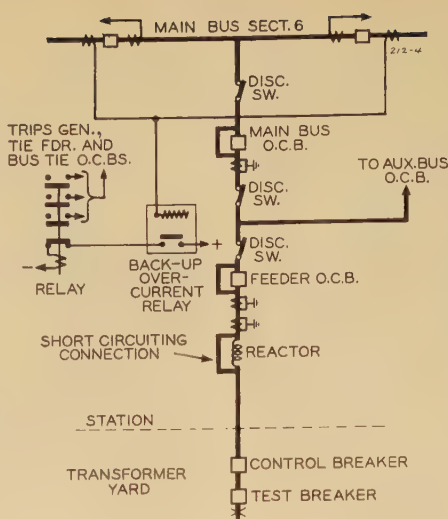 MAIN BUS SECT. 6
212-4
DISC.
SW.
TRIPS GEN.,
TIE FDR. AND
BUS TIE O.C.BS.
MAIN BUS
O.C.B.
TO AUX. BUS
O.C.B.
DISC.
SW.
+
DISC.
SW.
-
RELAY
BACK-UP
OVER-
CURRENT
RELAY
FEEDER O.C.B.
SHORT CIRCUITING
CONNECTION
REACTOR
STATION
TRANSFORMER
YARD
CONTROL BREAKER
TEST BREAKER